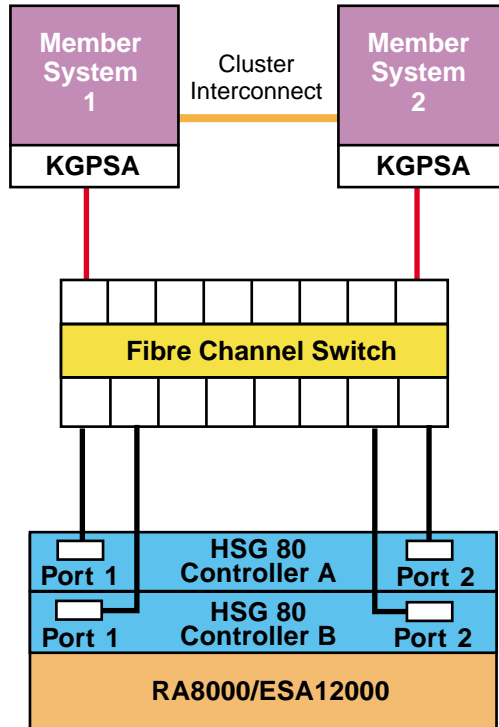 Member
System
1
Cluster
Interconnect
Member
System
2
KGPSA
KGPSA
Fibre Channel Switch
HSG 80
Controller A
Port 1
Port 2
HSG 80
Controller B
Port 1
Port 2
RA8000/ESA12000